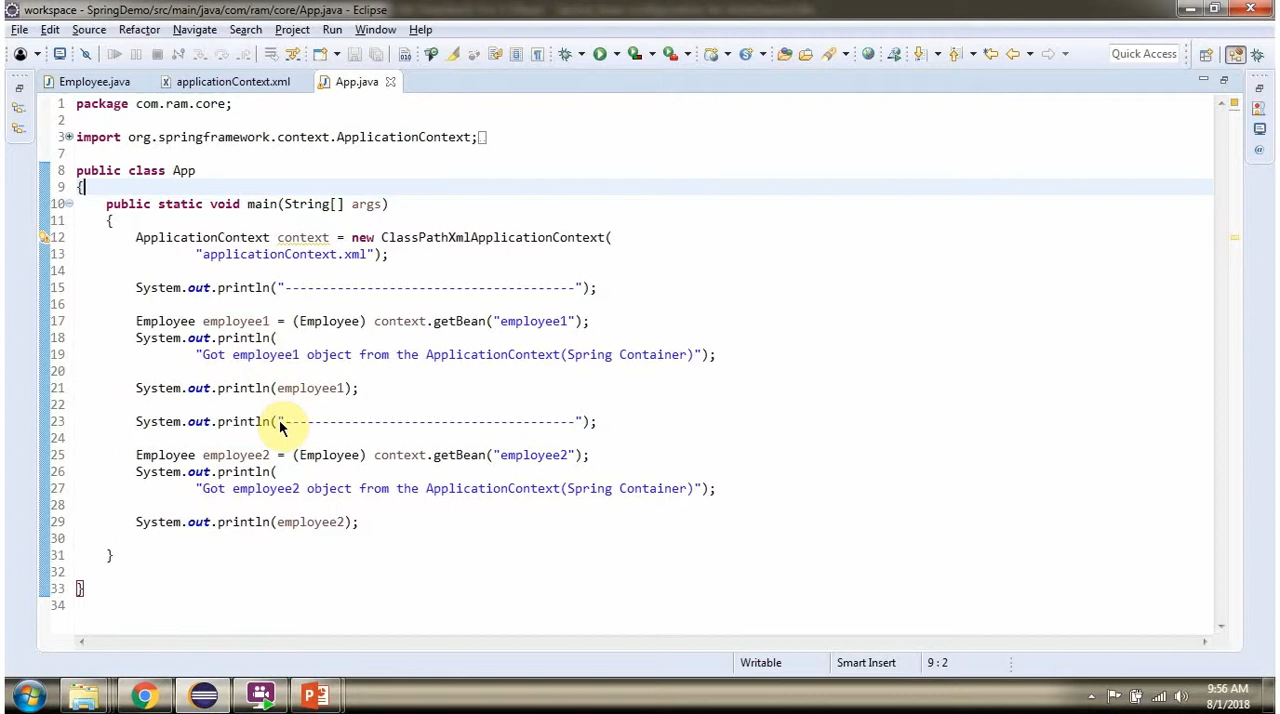 workspace - SpringDemo/src/main/java/com/ram/core/App.java - Eclipse
File Edit Source Refactor Navigate Search Project Run Window Help
Quick Access
Employee.java applicationContext.xml App.java
1 package com.ram.core;
2
3 import org.springframework.context.ApplicationContext;
7
8 public class App
9 {
10 public static void main(String[] args)
11 {
12 ApplicationContext context = new ClassPathXmlApplicationContext(
13 "applicationContext.xml");
14
15 System.out.println("---------------------------------------");
16
17 Employee employee1 = (Employee) context.getBean("employee1");
18 System.out.println(
19 "Got employee1 object from the ApplicationContext(Spring Container)");
20
21 System.out.println(employee1);
22
23 System.out.println("---------------------------------------");
24
25 Employee employee2 = (Employee) context.getBean("employee2");
26 System.out.println(
27 "Got employee2 object from the ApplicationContext(Spring Container)");
28
29 System.out.println(employee2);
30
31 }
32
33 }
34
Writable Smart Insert 9 : 2
9:56 AM
8/1/2018